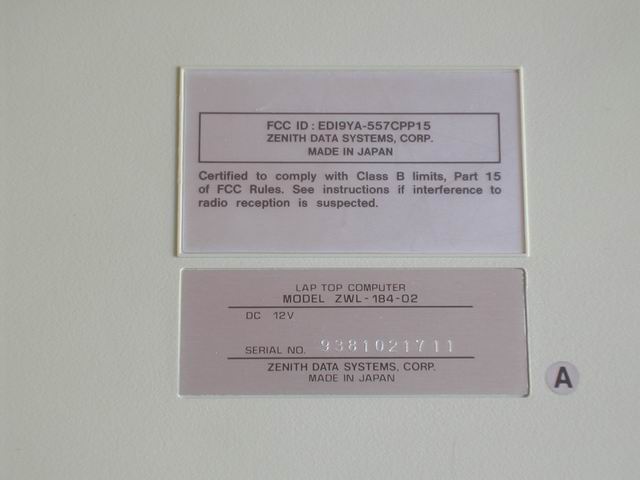 FCC ID : EDI9YA-557CPP15
ZENITH DATA SYSTEMS, CORP.
MADE IN JAPAN
Certified to comply with Class B limits, Part 15
of FCC Rules. See instructions if interference to
radio reception is suspected.
LAP TOP COMPUTER
MODEL ZWL-184-02
DC 12V
SERIAL NO. 9381021711
ZENITH DATA SYSTEMS, CORP.
MADE IN JAPAN
A